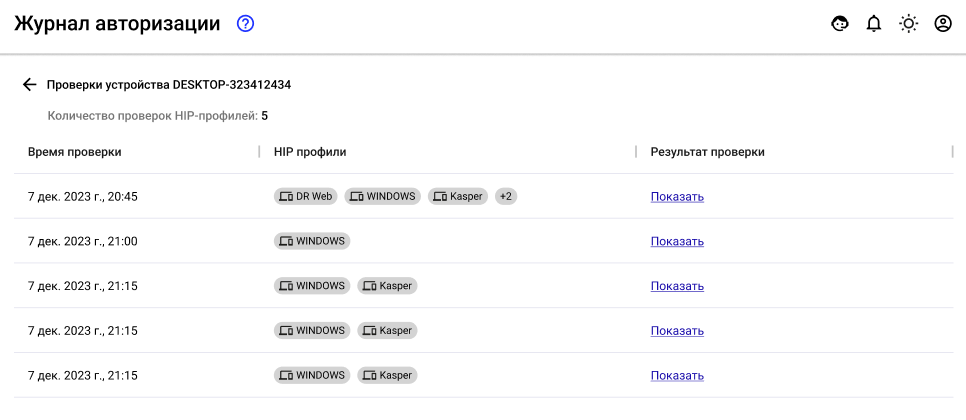 Журнал авторизации
Проверки устройства DESKTOP-323412434
Количество проверок HIP-профилей: 5
Время проверки HIP профили Результат проверки
7 дек. 2023 г., 20:45 DR Web WINDOWS Kasper +2 Показать
7 дек. 2023 г., 21:00 WINDOWS Показать
7 дек. 2023 г., 21:15 WINDOWS Kasper Показать
7 дек. 2023 г., 21:15 WINDOWS Kasper Показать
7 дек. 2023 г., 21:15 WINDOWS Kasper Показать